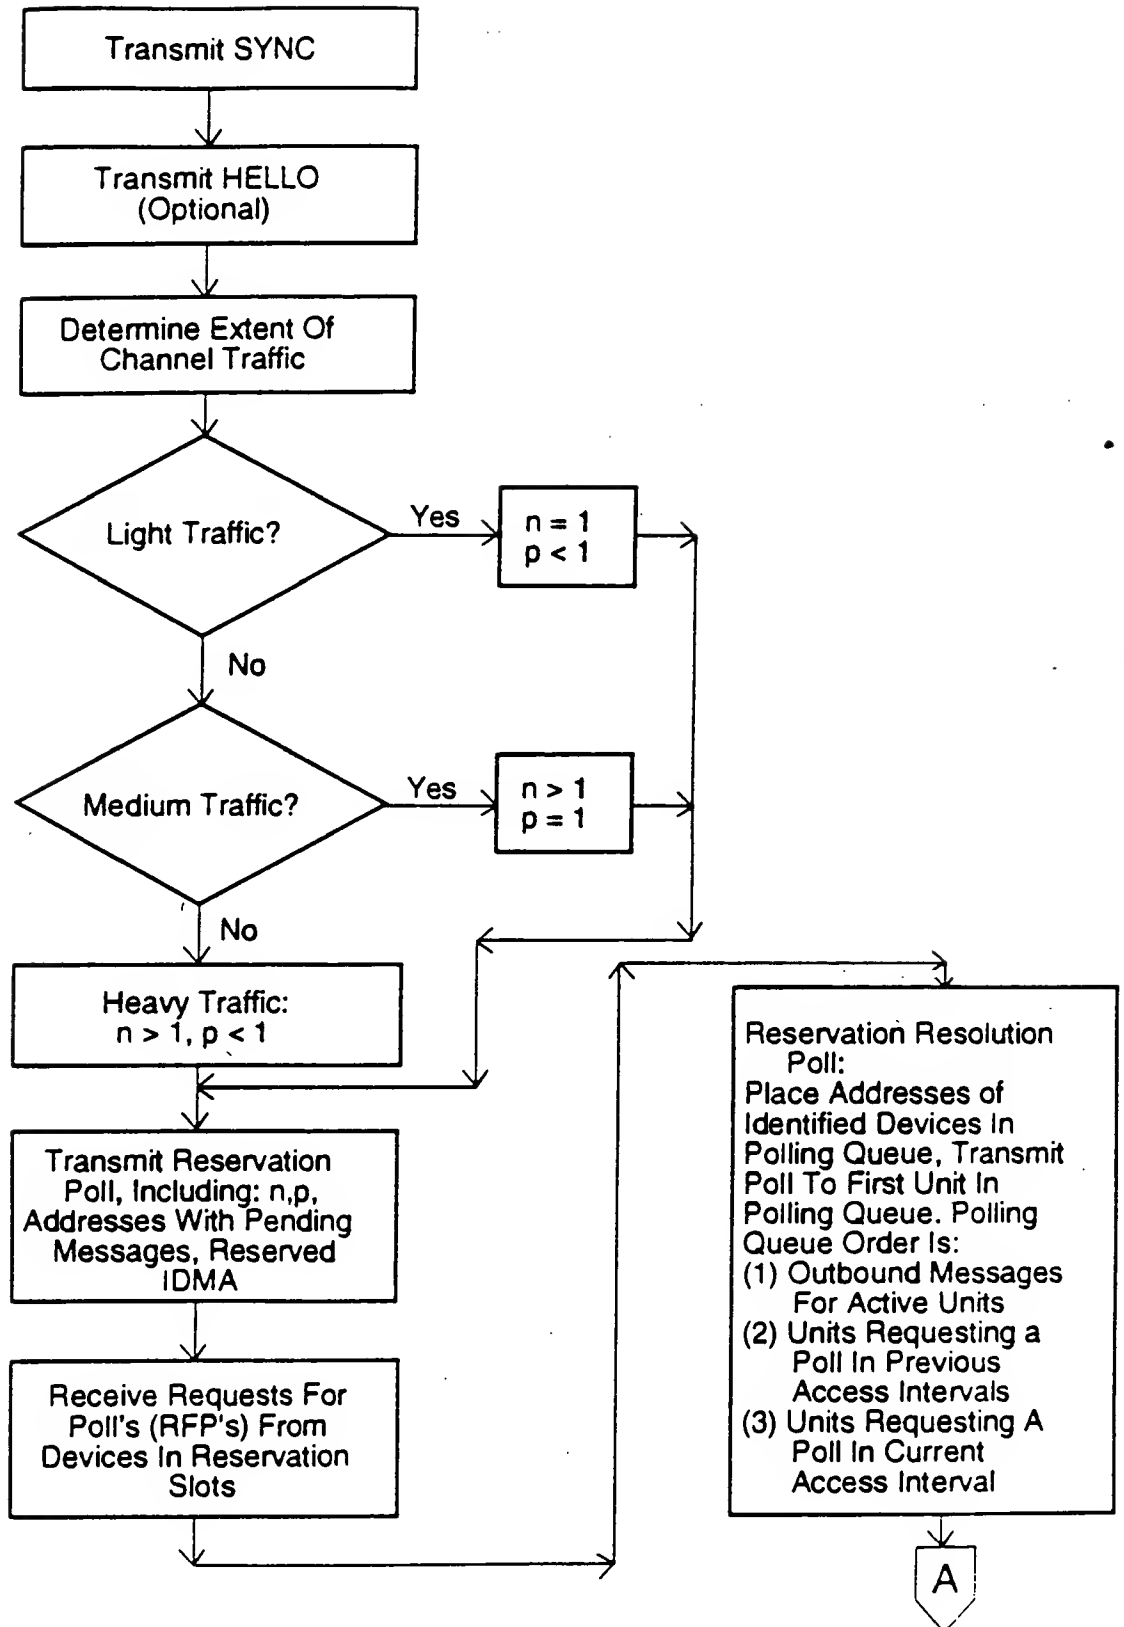 Transmit SYNC
Transmit HELLO
(Optional)
Determine Extent Of
Channel Traffic
Light Traffic?
Yes
n = 1
p < 1
No
Medium Traffic?
Yes
n > 1
p = 1
No
Heavy Traffic:
n > 1, p < 1
Transmit Reservation
Poll, Including: n,p,
Addresses With Pending
Messages, Reserved
IDMA
Receive Requests For
Poll's (RFP's) From
Devices In Reservation
Slots
Reservation Resolution
Poll:
Place Addresses of
Identified Devices In
Polling Queue, Transmit
Poll To First Unit In
Polling Queue. Polling
Queue Order Is:
(1) Outbound Messages
For Active Units
(2) Units Requesting a
Poll In Previous
Access Intervals
(3) Units Requesting A
Poll In Current
Access Interval
A